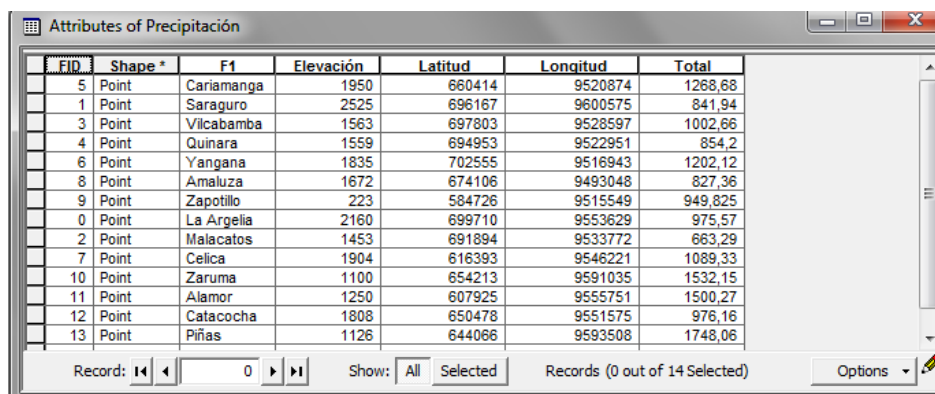 Attributes of Precipitación
FID Shape * F1 Elevación Latitud Longitud Total
5 Point Cariamanga 1950 660414 9520874 1268,68
1 Point Saraguro 2525 696167 9600575 841,94
3 Point Vilcabamba 1563 697803 9528597 1002,66
4 Point Quinara 1559 694953 9522951 854,2
6 Point Yangana 1835 702555 9516943 1202,12
8 Point Amaluza 1672 674106 9493048 827,36
9 Point Zapotillo 223 584726 9515549 949,825
0 Point La Argelia 2160 699710 9553629 975,57
2 Point Malacatos 1453 691894 9533772 663,29
7 Point Celica 1904 616393 9546221 1089,33
10 Point Zaruma 1100 654213 9591035 1532,15
11 Point Alamor 1250 607925 9555751 1500,27
12 Point Catacocha 1808 650478 9551575 976,16
13 Point Piñas 1126 644066 9593508 1748,06
Record: 0 Show: All Selected Records (0 out of 14 Selected) Options